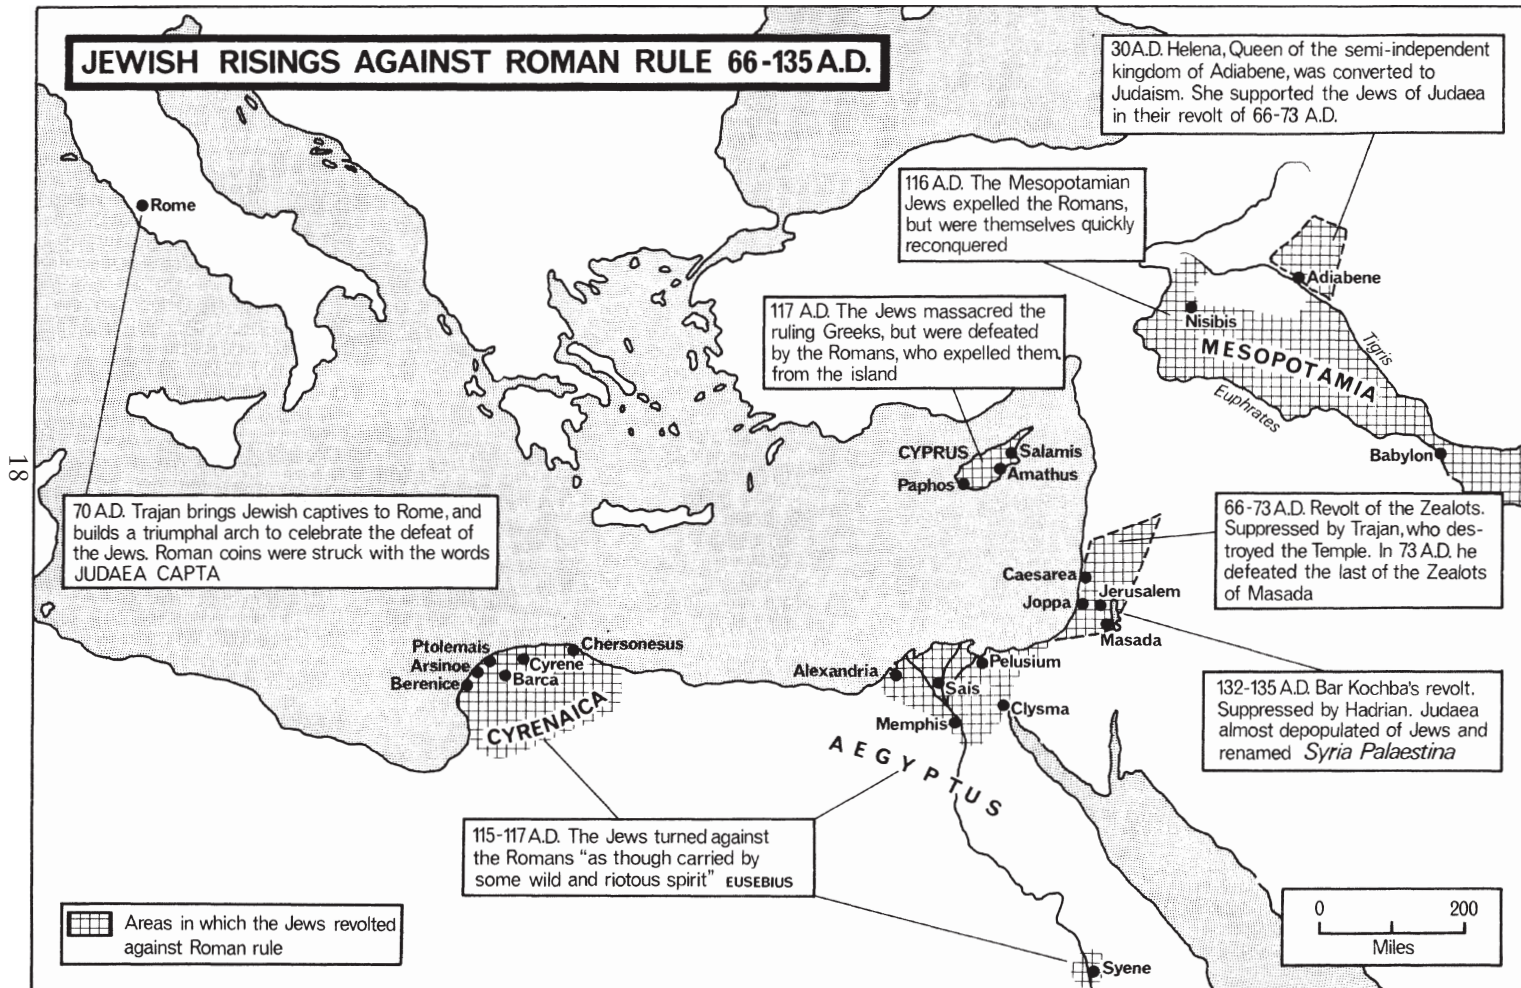 JEWISH RISINGS AGAINST ROMAN RULE 66-135 A.D.
30 A.D. Helena, Queen of the semi-independent
kingdom of Adiabene, was converted to
Judaism. She supported the Jews of Judaea
in their revolt of 66-73 A.D.
116 A.D. The Mesopotamian
Jews expelled the Romans,
but were themselves quickly
reconquered
Rome
Adiabene
117 A.D. The Jews massacred the
ruling Greeks, but were defeated
by the Romans, who expelled them
from the island
Nisibis
Tigris
MESOPOTAMIA
Euphrates
Babylon
CYPRUS
Salamis
Amathus
Paphos
18
70 A.D. Trajan brings Jewish captives to Rome, and
builds a triumphal arch to celebrate the defeat of
the Jews. Roman coins were struck with the words
JUDAEA CAPTA
66-73 A.D. Revolt of the Zealots.
Suppressed by Trajan, who des-
troyed the Temple. In 73 A.D. he
defeated the last of the Zealots
of Masada
Caesarea
Jerusalem
Joppa
Masada
Ptolemais
Chersonesus
Arsinoe
Cyrene
Berenice
Barca
CYRENAICA
Alexandria
Pelusium
Sais
Clysma
Memphis
AEGYPTUS
132-135 A.D. Bar Kochba's revolt.
Suppressed by Hadrian. Judaea
almost depopulated of Jews and
renamed Syria Palaestina
115-117 A.D. The Jews turned against
the Romans "as though carried by
some wild and riotous spirit" EUSEBIUS
Areas in which the Jews revolted
against Roman rule
0 200
Miles
Syene